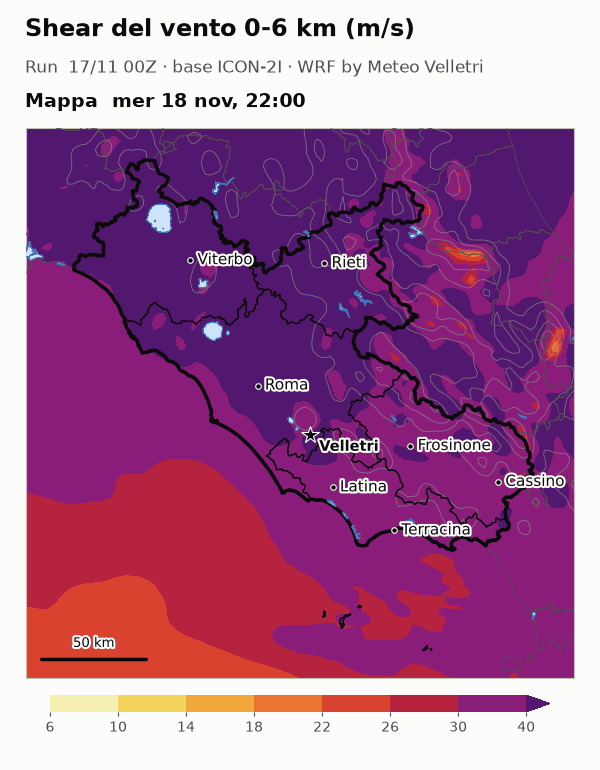 Shear del vento 0-6 km (m/s)
Run  17/11 00Z · base ICON-2I · WRF by Meteo Velletri
Mappa  mer 18 nov, 22:00
Viterbo
Rieti
Roma
Velletri
Frosinone
Latina
Cassino
Terracina
50 km
6 10 14 18 22 26 30 40